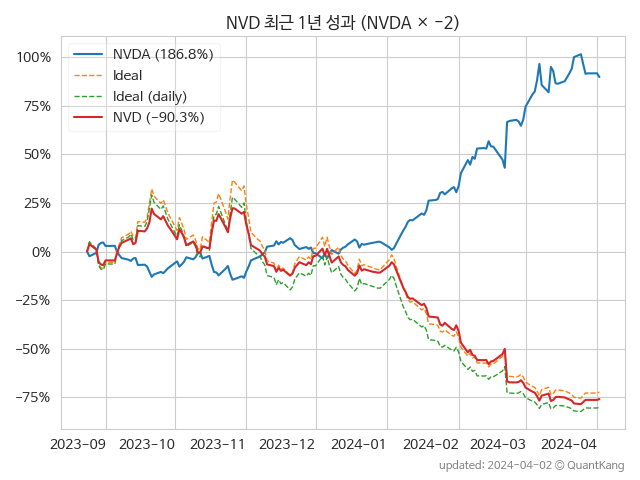 NVD 최근 1년 성과 (NVDA × −2)
NVDA (186.8%)
Ideal
Ideal (daily)
NVD (−90.3%)
100%
75%
50%
25%
0%
−25%
−50%
−75%
2023-09 2023-10 2023-11 2023-12 2024-01 2024-02 2024-03 2024-04
updated: 2024-04-02 © QuantKang